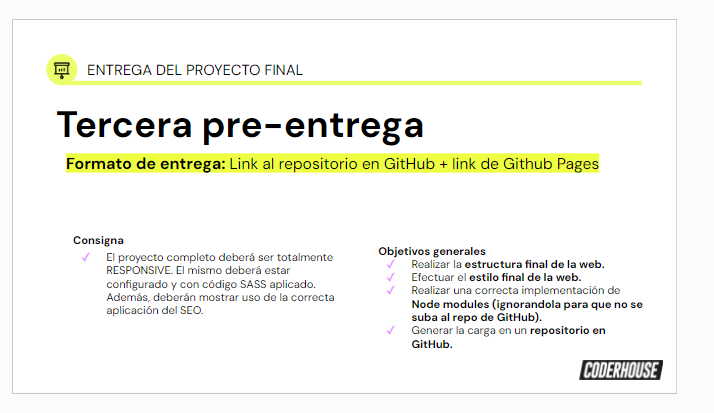 ENTREGA DEL PROYECTO FINAL
Tercera pre-entrega
Formato de entrega: Link al repositorio en GitHub + link de Github Pages
Consigna
✓ El proyecto completo deberá ser totalmente
RESPONSIVE. El mismo deberá estar
configurado y con código SASS aplicado.
Además, deberán mostrar uso de la correcta
aplicación del SEO.
Objetivos generales
✓ Realizar la estructura final de la web.
✓ Efectuar el estilo final de la web.
✓ Realizar una correcta implementación de
Node modules (ignorandola para que no se
suba al repo de GitHub).
✓ Generar la carga en un repositorio en
GitHub.
CODERHOUSE